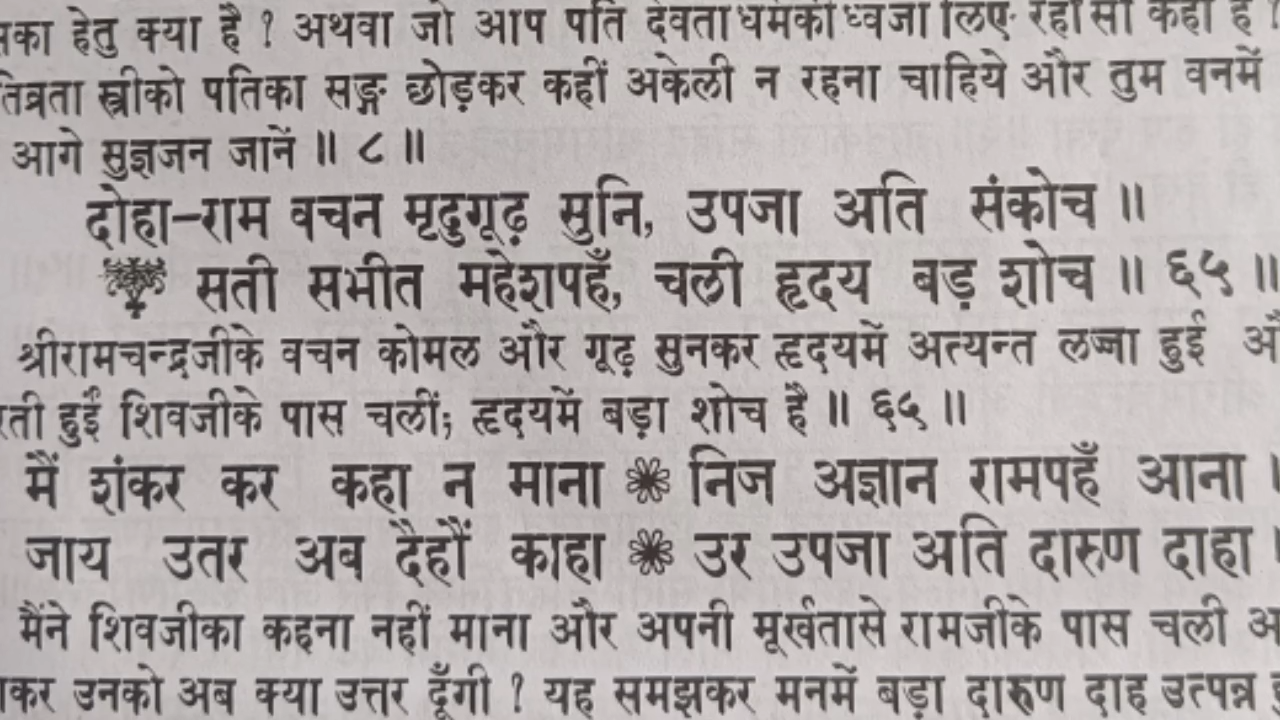 हेतु क्या है ? अथवा जो आप पति देवताधर्मकी ध्वजा लिए रहीसो कहाँ है ।
स्त्रीको पतिका सङ्ग छोड़कर कहीं अकेली न रहना चाहिये और तुम वनमें
आगे सुज्ञजन जानें ॥ ८ ॥
दोहा-राम वचन मृदुगूढ़ सुनि, उपजा अति संकोच ॥
सती सभीत महेशपहँ, चली हृदय बड़ शोच ॥ ६५ ॥
श्रीरामचन्द्रजीके वचन कोमल और गूढ़ सुनकर हृदयमें अत्यन्त लज्जा हुई
हुईं शिवजीके पास चलीं; हृदयमें बड़ा शोच है ॥ ६५ ॥
मैं शंकर कर कहा न माना ❁ निज अज्ञान रामपहँ आना ।
जाय उतर अब दैहौं काहा ❁ उर उपजा अति दारुण दाहा ।
मैंने शिवजीका कहना नहीं माना और अपनी मूर्खतासे रामजीके पास चली
उनको अब क्या उत्तर दूँगी ? यह समझकर मनमें बड़ा दारुण दाह उत्पन्न